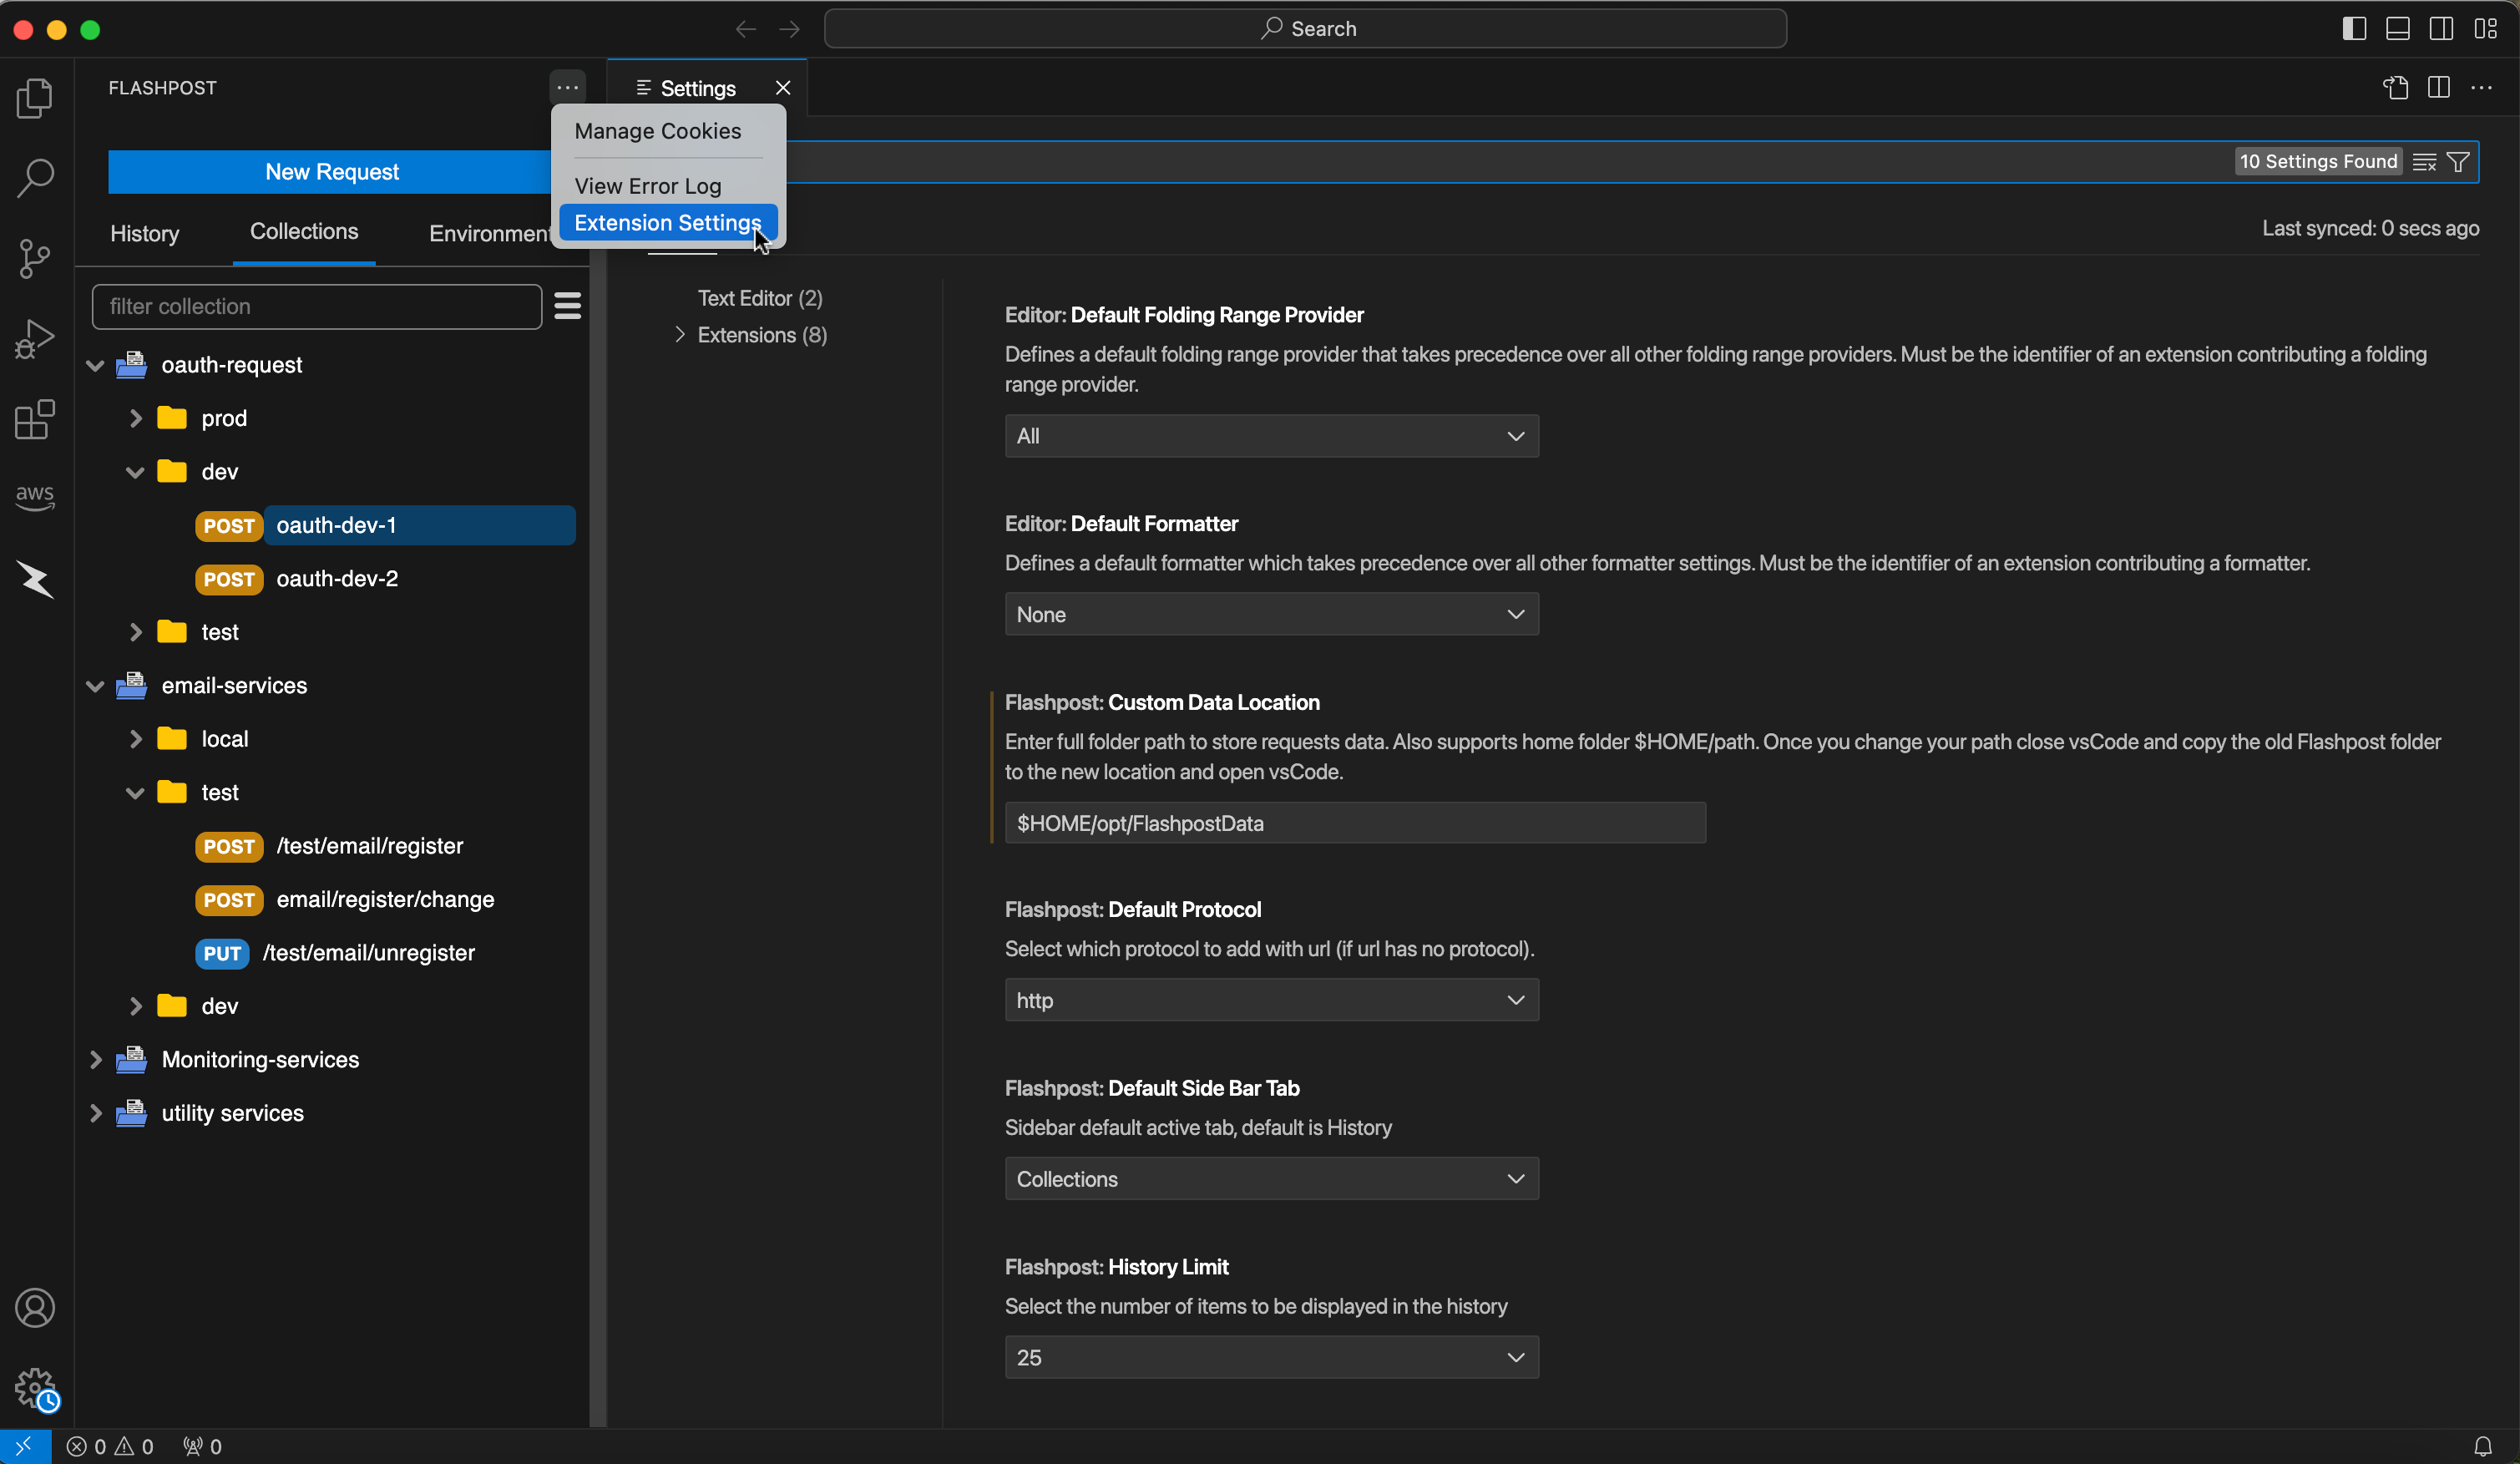 Search
FLASHPOST
Settings
Manage Cookies
View Error Log
Extension Settings
New Request
10 Settings Found
History
Collections
Environment
Last synced: 0 secs ago
filter collection
oauth-request
prod
dev
POST oauth-dev-1
POST oauth-dev-2
test
email-services
local
test
POST /test/email/register
POST email/register/change
PUT /test/email/unregister
dev
Monitoring-services
utility services
aws
Text Editor (2)
Extensions (8)
Editor: Default Folding Range Provider
Defines a default folding range provider that takes precedence over all other folding range providers. Must be the identifier of an extension contributing a folding
range provider.
All
Editor: Default Formatter
Defines a default formatter which takes precedence over all other formatter settings. Must be the identifier of an extension contributing a formatter.
None
Flashpost: Custom Data Location
Enter full folder path to store requests data. Also supports home folder $HOME/path. Once you change your path close vsCode and copy the old Flashpost folder
to the new location and open vsCode.
$HOME/opt/FlashpostData
Flashpost: Default Protocol
Select which protocol to add with url (if url has no protocol).
http
Flashpost: Default Side Bar Tab
Sidebar default active tab, default is History
Collections
Flashpost: History Limit
Select the number of items to be displayed in the history
25
0 0 0